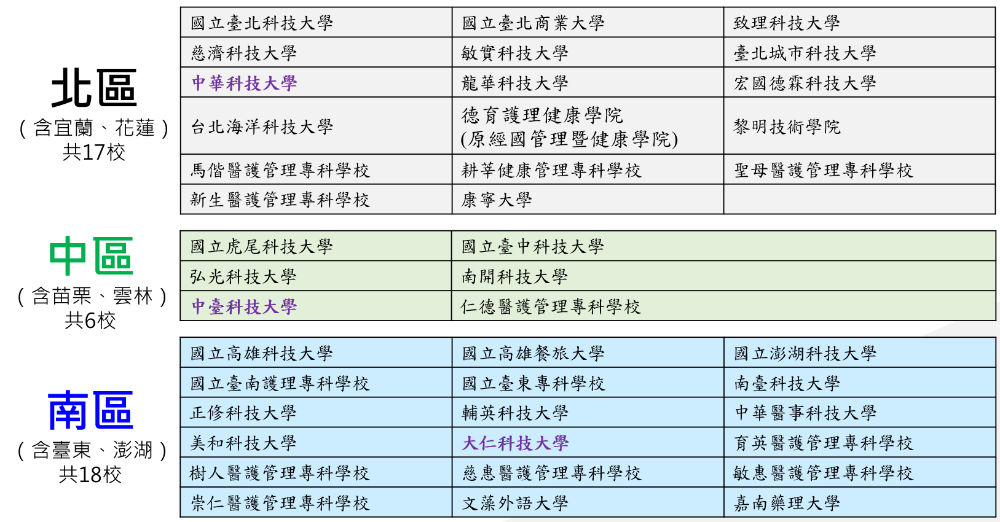 北區
（含宜蘭、花蓮）
共17校
國立臺北科技大學
國立臺北商業大學
致理科技大學
慈濟科技大學
敏實科技大學
臺北城市科技大學
中華科技大學
龍華科技大學
宏國德霖科技大學
台北海洋科技大學
德育護理健康學院
(原經國管理暨健康學院)
黎明技術學院
馬偕醫護管理專科學校
耕莘健康管理專科學校
聖母醫護管理專科學校
新生醫護管理專科學校
康寧大學
中區
（含苗栗、雲林）
共6校
國立虎尾科技大學
國立臺中科技大學
弘光科技大學
南開科技大學
中臺科技大學
仁德醫護管理專科學校
南區
（含臺東、澎湖）
共18校
國立高雄科技大學
國立高雄餐旅大學
國立澎湖科技大學
國立臺南護理專科學校
國立臺東專科學校
南臺科技大學
正修科技大學
輔英科技大學
中華醫事科技大學
美和科技大學
大仁科技大學
育英醫護管理專科學校
樹人醫護管理專科學校
慈惠醫護管理專科學校
敏惠醫護管理專科學校
崇仁醫護管理專科學校
文藻外語大學
嘉南藥理大學